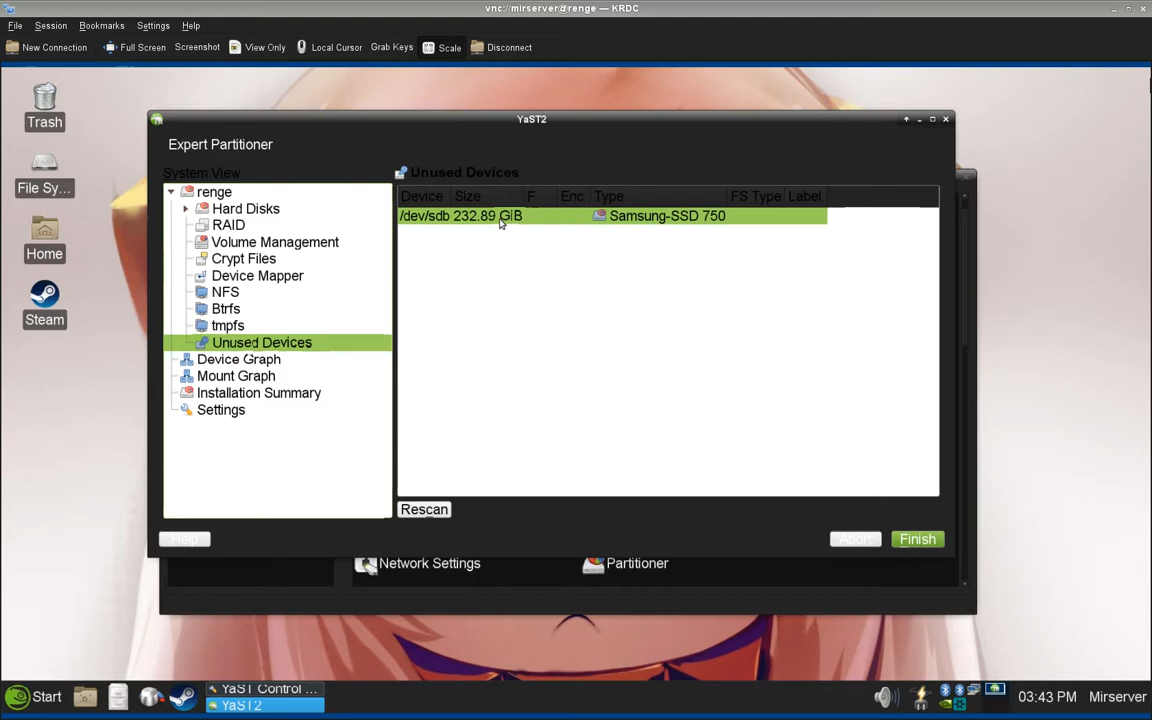 vnc://mirserver@renge — KRDC
File Session Bookmarks Settings Help
New Connection Full Screen Screenshot View Only Local Cursor Grab Keys Scale Disconnect
Trash
File Sy...
Home
Steam
YaST2
Expert Partitioner
System View
renge
Hard Disks
RAID
Volume Management
Crypt Files
Device Mapper
NFS
Btrfs
tmpfs
Unused Devices
Device Graph
Mount Graph
Installation Summary
Settings
Unused Devices
Device Size F Enc Type FS Type Label
/dev/sdb 232.89 GiB Samsung-SSD 750
Rescan
Help Abort Finish
Network Settings Partitioner
Start
YaST Control ...
YaST2
03:43 PM Mirserver